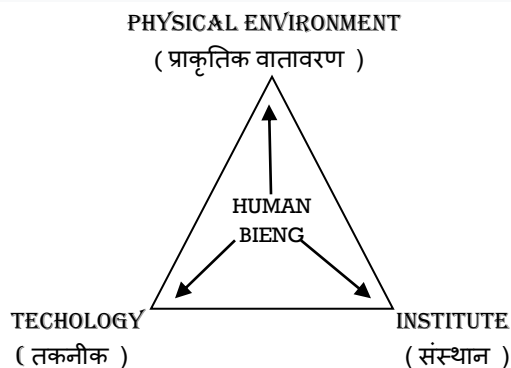 PHYSICAL ENVIRONMENT
( प्राकृतिक वातावरण )
HUMAN
BIENG
TECHOLOGY
( तकनीक )
INSTITUTE
( संस्थान )